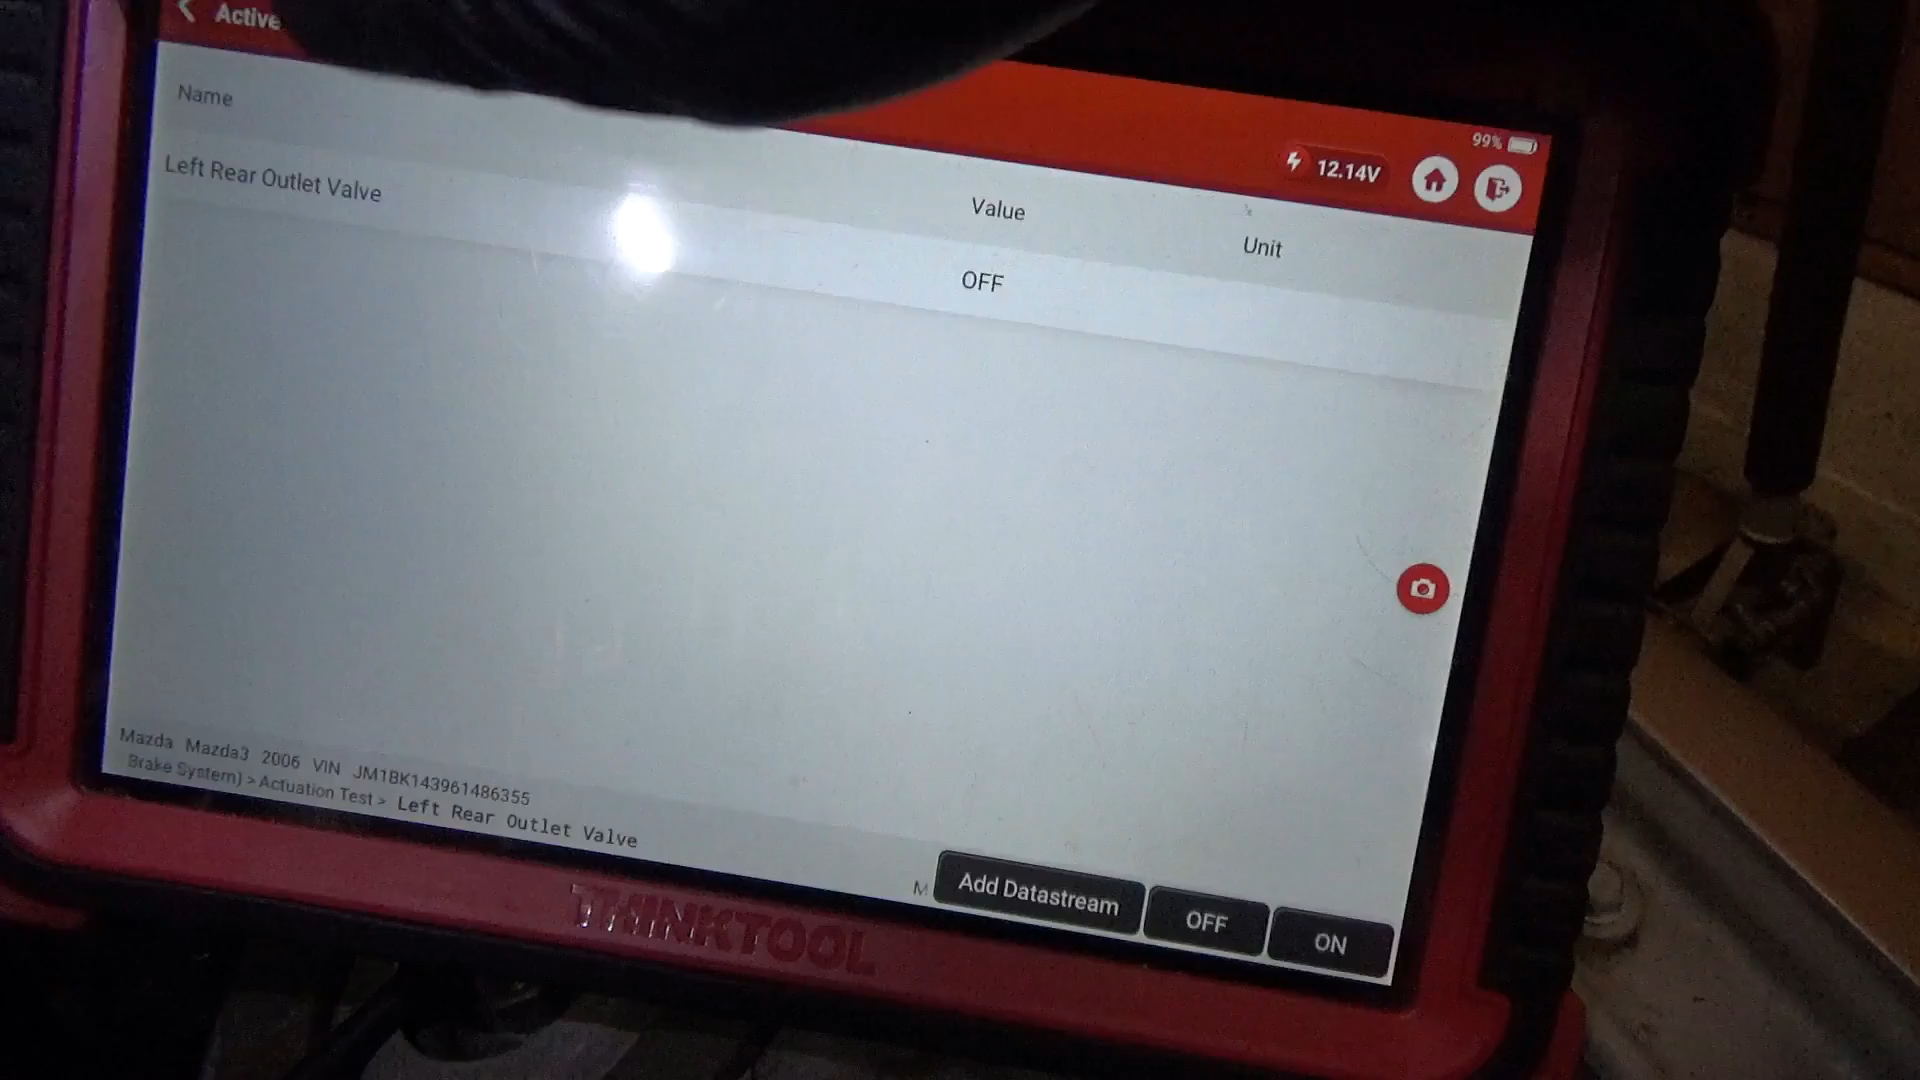 Active
99%
12.14V
Name Value Unit
Left Rear Outlet Valve OFF
Mazda Mazda3 2006 VIN JM1BK143961486355
Brake System) > Actuation Test > Left Rear Outlet Valve
M
Add Datastream OFF ON
THINKTOOL